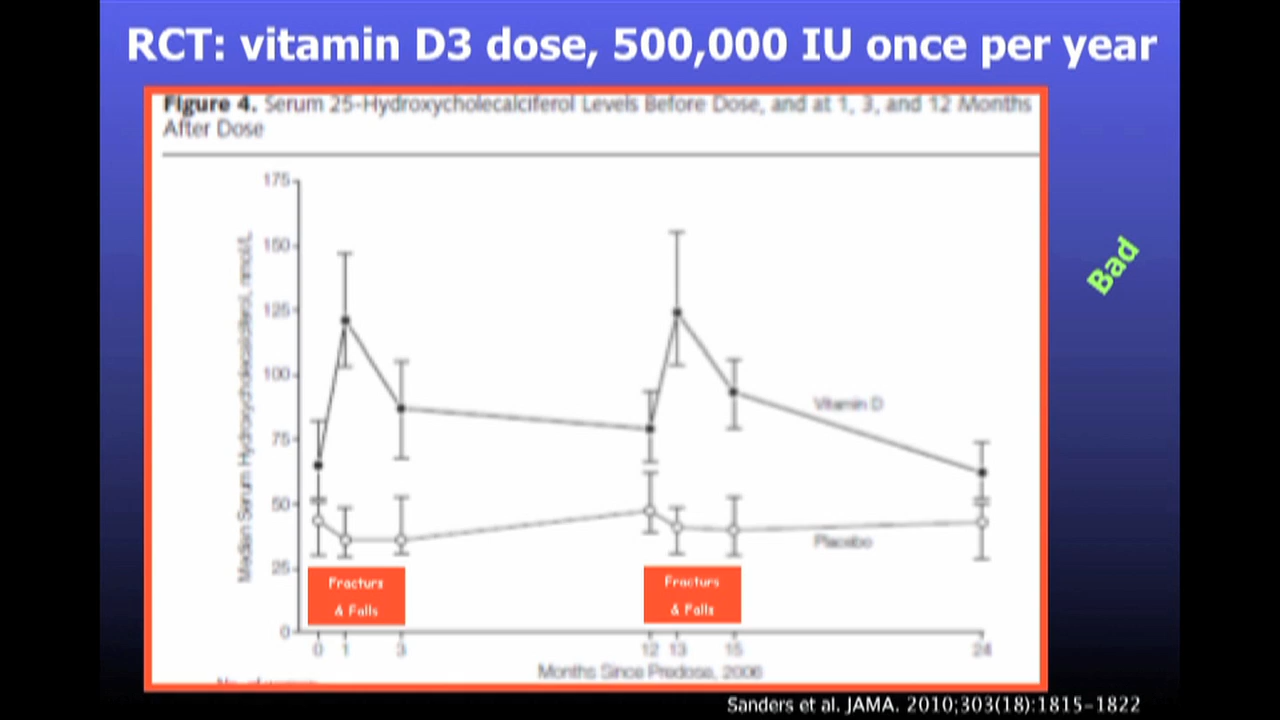 RCT: vitamin D3 dose, 500,000 IU once per year
Figure 4. Serum 25-Hydroxycholecalciferol Levels Before Dose, and at 1, 3, and 12 Months
After Dose
Median Serum Hydroxycholecalciferol, nmol/L
175
150
125
100
75
50
25
0
Vitamin D
Placebo
Fracturs
& Falls
Fracturs
& Falls
0 1 3 12 13 15 24
Months Since Predose, 2006
Bad
Sanders et al. JAMA. 2010;303(18):1815-1822